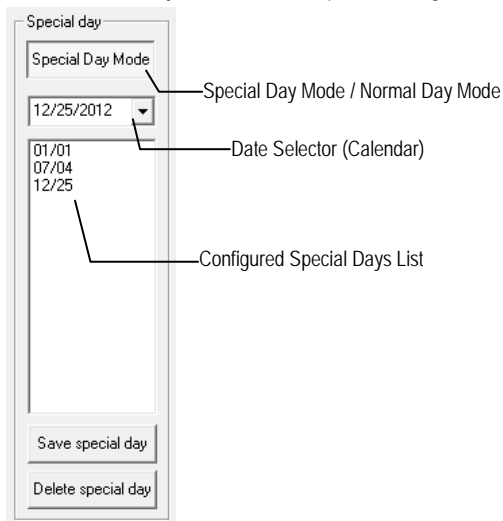 Special day
Special Day Mode
Special Day Mode / Normal Day Mode
12/25/2012
Date Selector (Calendar)
01/01
07/04
12/25
Configured Special Days List
Save special day
Delete special day